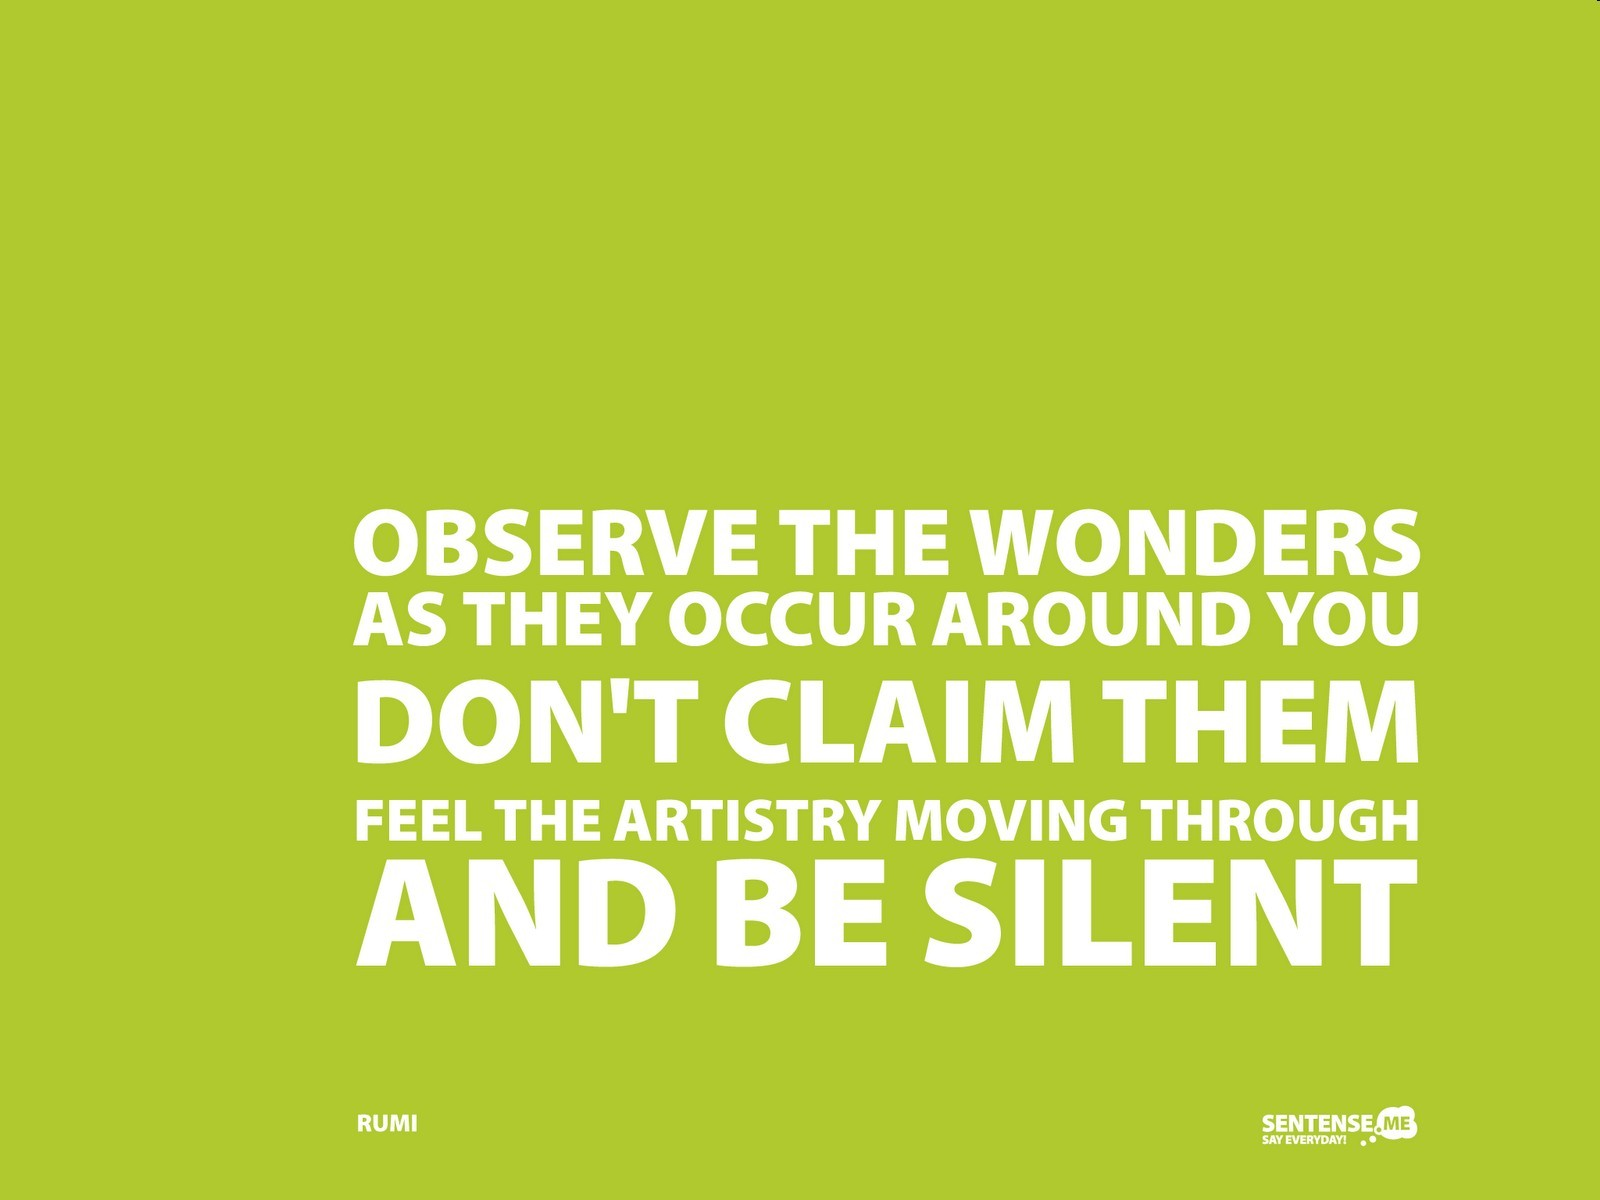 OBSERVE THE WONDERS
AS THEY OCCUR AROUND YOU
DON'T CLAIM THEM
FEEL THE ARTISTRY MOVING THROUGH
AND BE SILENT
RUMI
SENTENSE.ME
SAY EVERYDAY!